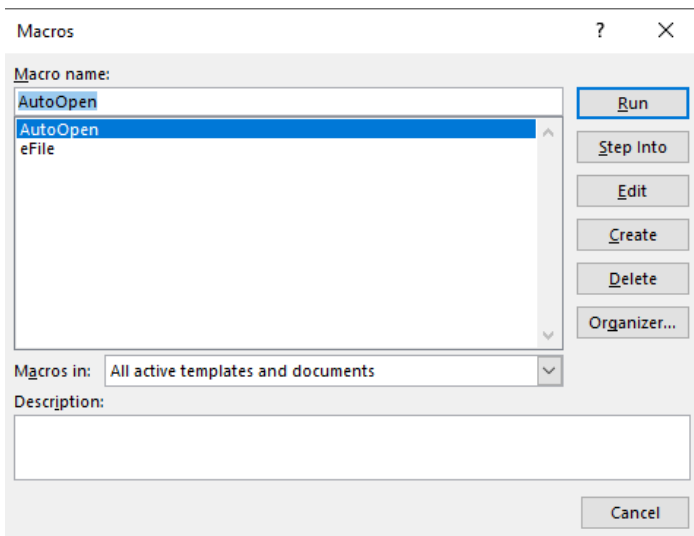 Macros ? ×
Macro name:
AutoOpen
Run
AutoOpen
eFile
Step Into
Edit
Create
Delete
Organizer...
Macros in: All active templates and documents
Description:
Cancel